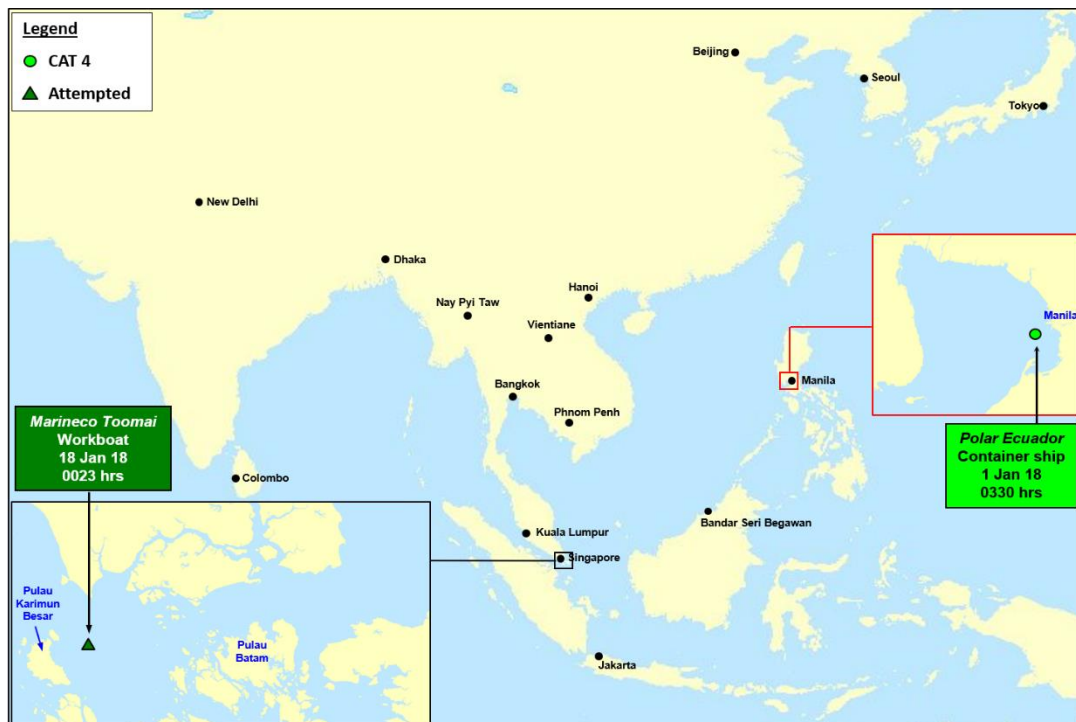 Legend
CAT 4
Attempted
Beijing
Seoul
Tokyo
New Delhi
Dhaka
Nay Pyi Taw
Hanoi
Vientiane
Bangkok
Manila
Phnom Penh
Manila
Marineco Toomai
Workboat
18 Jan 18
0023 hrs
Polar Ecuador
Container ship
1 Jan 18
0330 hrs
Colombo
Kuala Lumpur
Singapore
Bandar Seri Begawan
Jakarta
Pulau
Karimun
Besar
Pulau
Batam